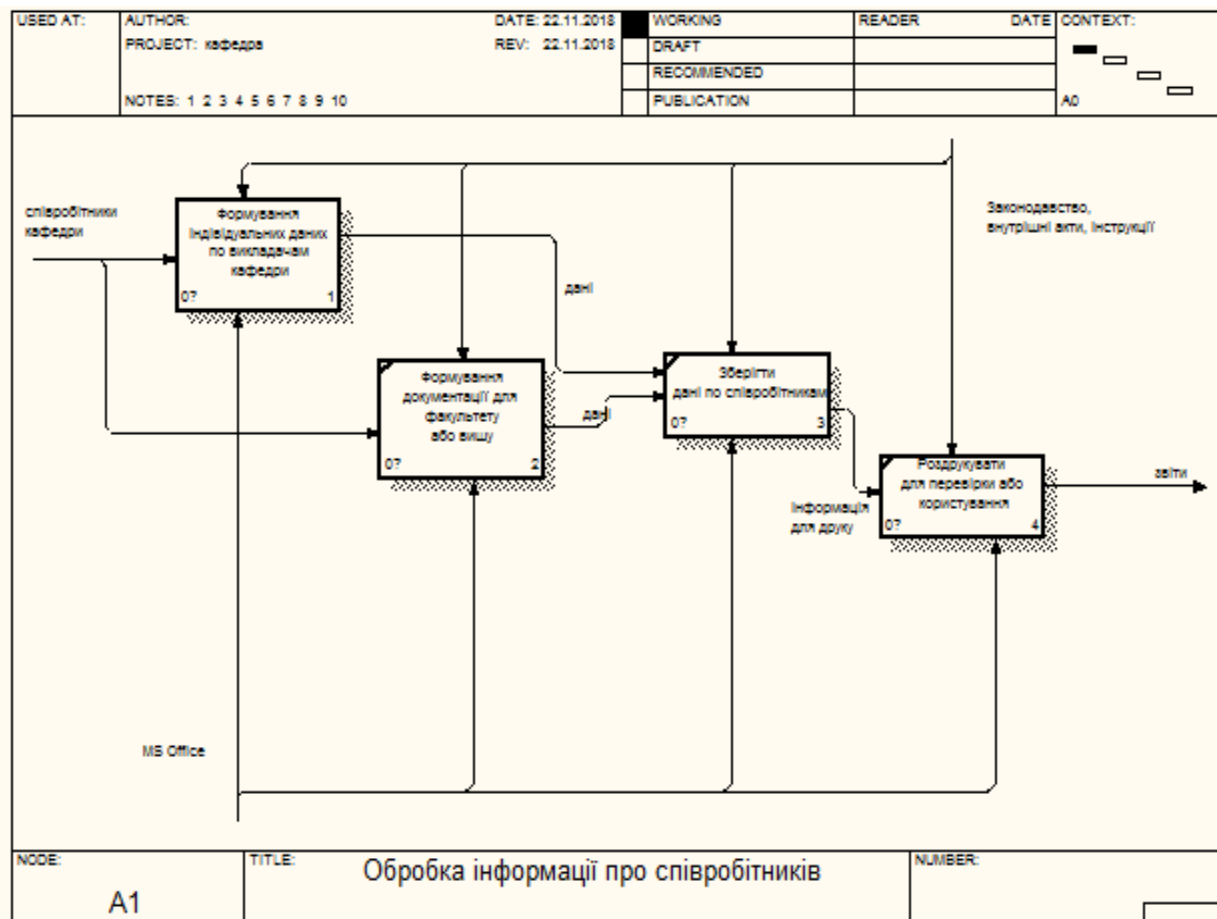 USED AT:
AUTHOR:
DATE: 22.11.2018
PROJECT: кафедра
REV: 22.11.2018
NOTES: 1 2 3 4 5 6 7 8 9 10
WORKING
DRAFT
RECOMMENDED
PUBLICATION
READER
DATE
CONTEXT:
A0
співробітники
кафедри
Формування
індивідуальних даних
по викладачам
кафедри
0?
1
Законодавство,
внутрішні акти, інструкції
дані
Формування
документації для
факультету
або вишу
0?
2
дані
Зберігти
дані по співробітникам
0?
3
Інформація
для друку
Роздрукувати
для перевірки або
користування
0?
4
звіти
MS Office
NODE:
A1
TITLE:
Обробка інформації про співробітників
NUMBER: